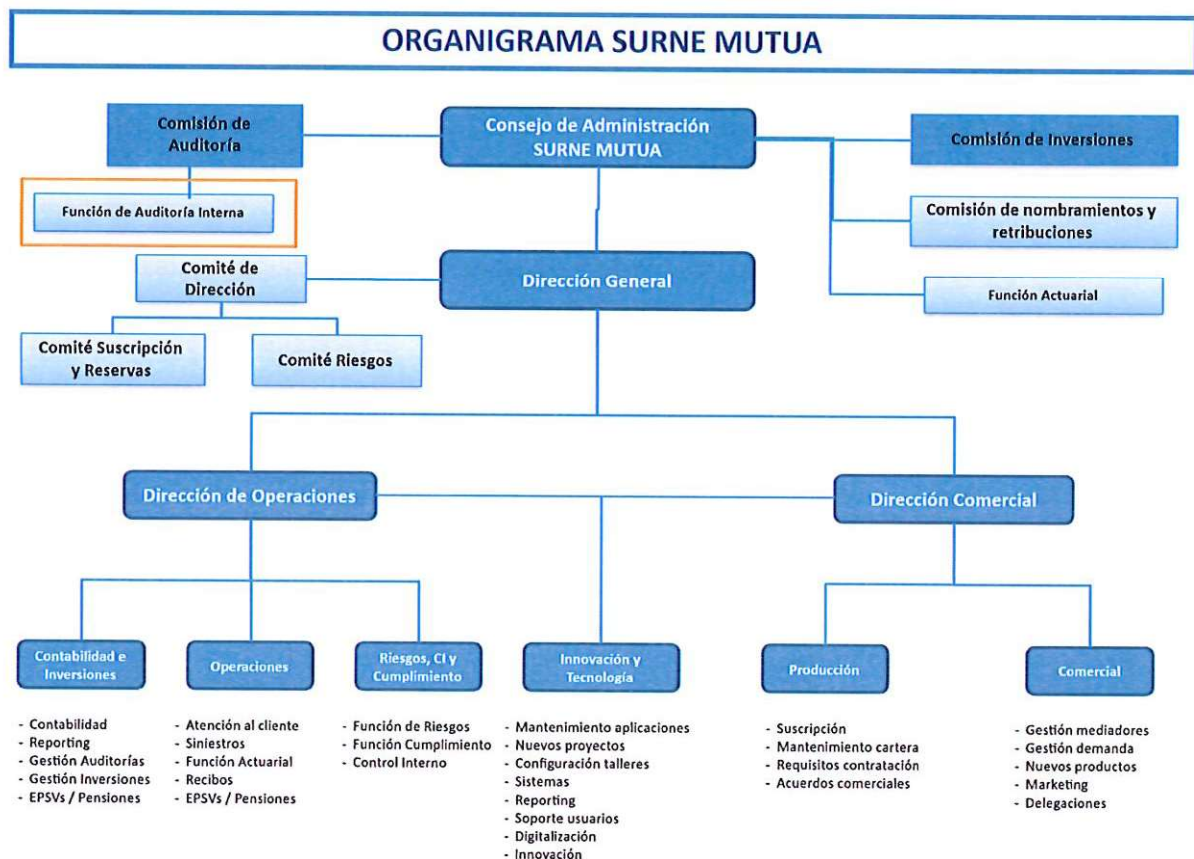 ORGANIGRAMA SURNE MUTUA
Comisión de
Auditoría
Consejo de Administración
SURNE MUTUA
Comisión de Inversiones
Función de Auditoría Interna
Comisión de nombramientos y
retribuciones
Comité de
Dirección
Dirección General
Función Actuarial
Comité Suscripción
y Reservas
Comité Riesgos
Dirección de Operaciones
Dirección Comercial
Contabilidad e
Inversiones
Operaciones
Riesgos, CI y
Cumplimiento
Innovación y
Tecnología
Producción
Comercial
- Contabilidad
- Reporting
- Gestión Auditorías
- Gestión Inversiones
- EPSVs / Pensiones
- Atención al cliente
- Siniestros
- Función Actuarial
- Recibos
- EPSVs / Pensiones
- Función de Riesgos
- Función Cumplimiento
- Control Interno
- Mantenimiento aplicaciones
- Nuevos proyectos
- Configuración talleres
- Sistemas
- Reporting
- Soporte usuarios
- Digitalización
- Innovación
- Suscripción
- Mantenimiento cartera
- Requisitos contratación
- Acuerdos comerciales
- Gestión mediadores
- Gestión demanda
- Nuevos productos
- Marketing
- Delegaciones